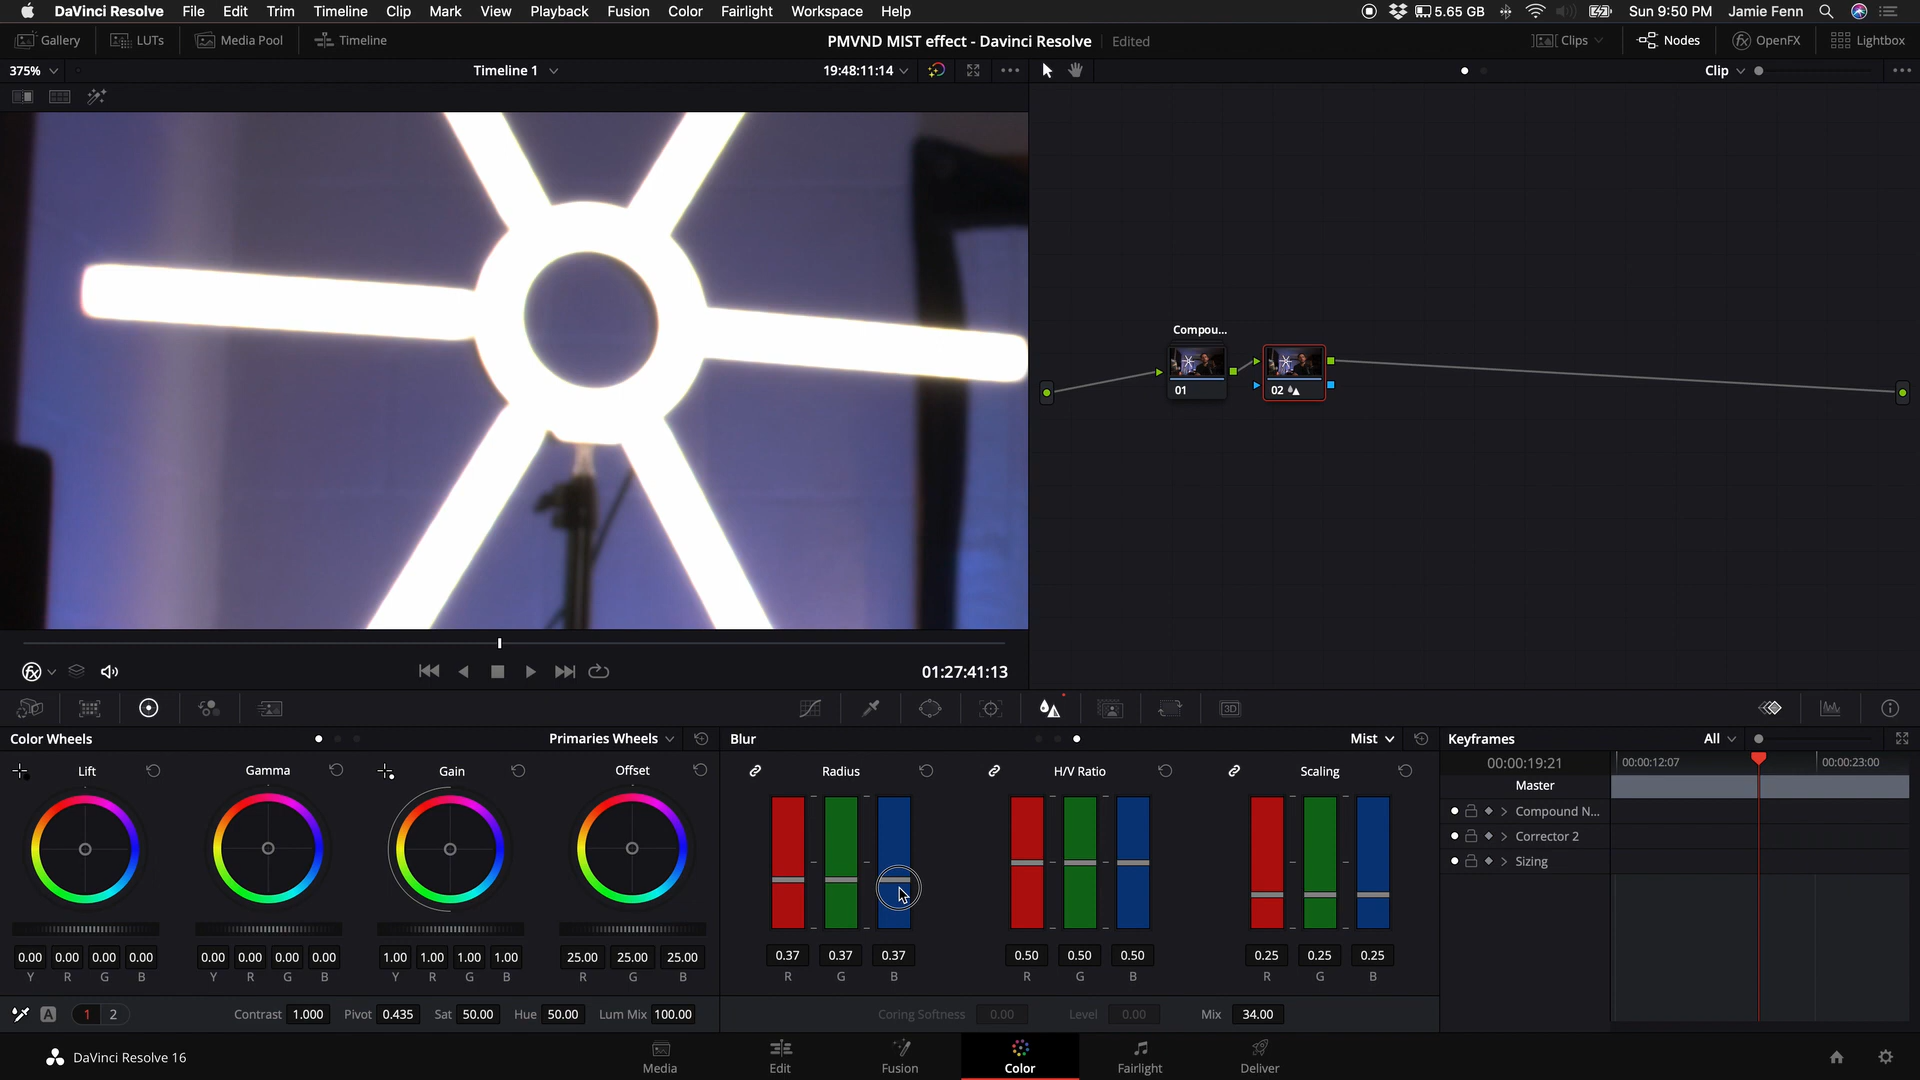 DaVinci Resolve File Edit Trim Timeline Clip Mark View Playback Fusion Color Fairlight Workspace Help 5.65 GB Sun 9:50 PM Jamie Fenn
Gallery LUTs Media Pool Timeline PMVND MIST effect - Davinci Resolve Edited Clips Nodes OpenFX Lightbox
375% Timeline 1 19:48:11:14 Clip
Compou...
01 02
01:27:41:13
3D
Color Wheels Primaries Wheels Blur Mist Keyframes All
Lift Gamma Gain Offset Radius H/V Ratio Scaling 00:00:19:21 00:00:12:07 00:00:23:00
Master
Compound N...
Corrector 2
Sizing
0.00 0.00 0.00 0.00 0.00 0.00 0.00 0.00 1.00 1.00 1.00 1.00 25.00 25.00 25.00 0.37 0.37 0.37 0.50 0.50 0.50 0.25 0.25 0.25
Y R G B Y R G B Y R G B R G B R G B R G B R G B
A 1 2 Contrast 1.000 Pivot 0.435 Sat 50.00 Hue 50.00 Lum Mix 100.00 Coring Softness 0.00 Level 0.00 Mix 34.00
DaVinci Resolve 16 Media Edit Fusion Color Fairlight Deliver